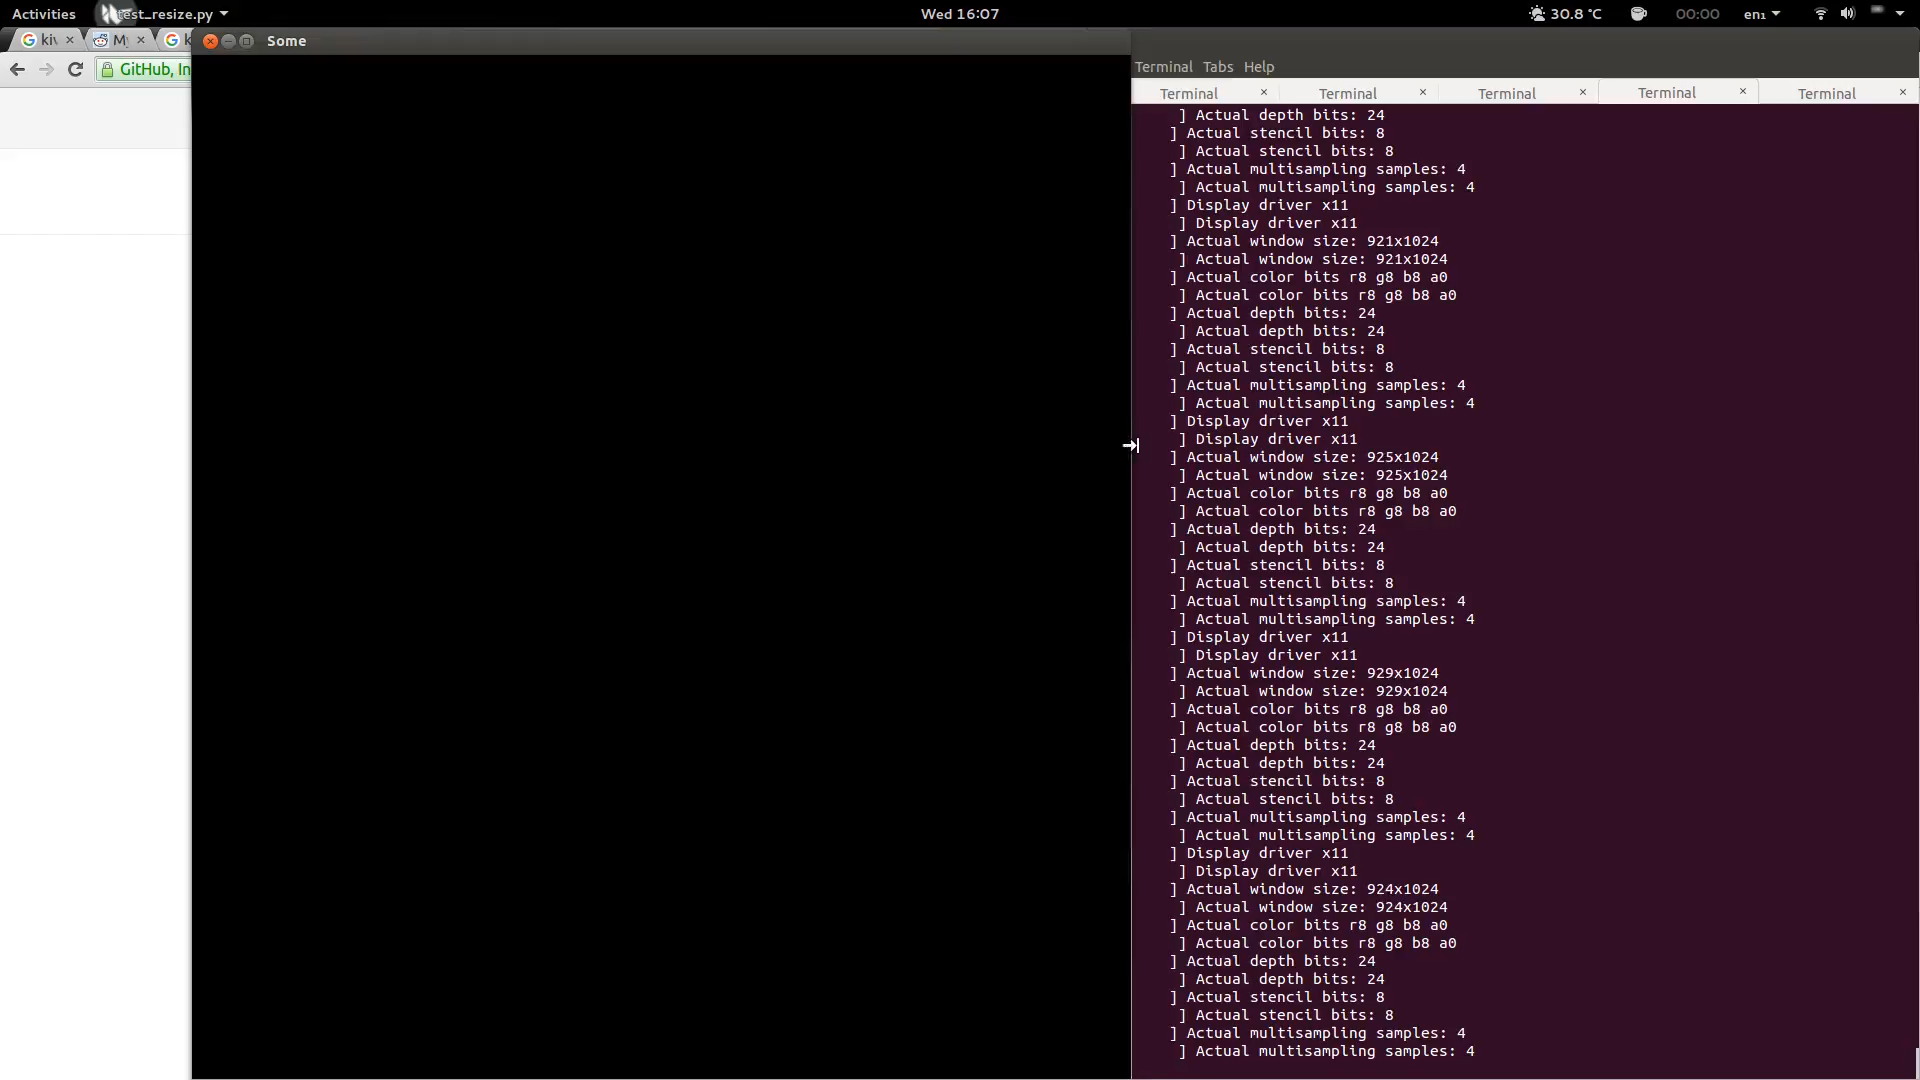 Activities test_resize.py Wed 16:07 30.8 °C 00:00 en₁
My
Some
GitHub, In
Terminal Tabs Help
Terminal × Terminal × Terminal × Terminal × Terminal ×
] Actual depth bits: 24
] Actual stencil bits: 8
] Actual stencil bits: 8
] Actual multisampling samples: 4
] Actual multisampling samples: 4
] Display driver x11
] Display driver x11
] Actual window size: 921x1024
] Actual window size: 921x1024
] Actual color bits r8 g8 b8 a0
] Actual color bits r8 g8 b8 a0
] Actual depth bits: 24
] Actual depth bits: 24
] Actual stencil bits: 8
] Actual stencil bits: 8
] Actual multisampling samples: 4
] Actual multisampling samples: 4
] Display driver x11
] Display driver x11
] Actual window size: 925x1024
] Actual window size: 925x1024
] Actual color bits r8 g8 b8 a0
] Actual color bits r8 g8 b8 a0
] Actual depth bits: 24
] Actual depth bits: 24
] Actual stencil bits: 8
] Actual stencil bits: 8
] Actual multisampling samples: 4
] Actual multisampling samples: 4
] Display driver x11
] Display driver x11
] Actual window size: 929x1024
] Actual window size: 929x1024
] Actual color bits r8 g8 b8 a0
] Actual color bits r8 g8 b8 a0
] Actual depth bits: 24
] Actual depth bits: 24
] Actual stencil bits: 8
] Actual stencil bits: 8
] Actual multisampling samples: 4
] Actual multisampling samples: 4
] Display driver x11
] Display driver x11
] Actual window size: 924x1024
] Actual window size: 924x1024
] Actual color bits r8 g8 b8 a0
] Actual color bits r8 g8 b8 a0
] Actual depth bits: 24
] Actual depth bits: 24
] Actual stencil bits: 8
] Actual stencil bits: 8
] Actual multisampling samples: 4
] Actual multisampling samples: 4